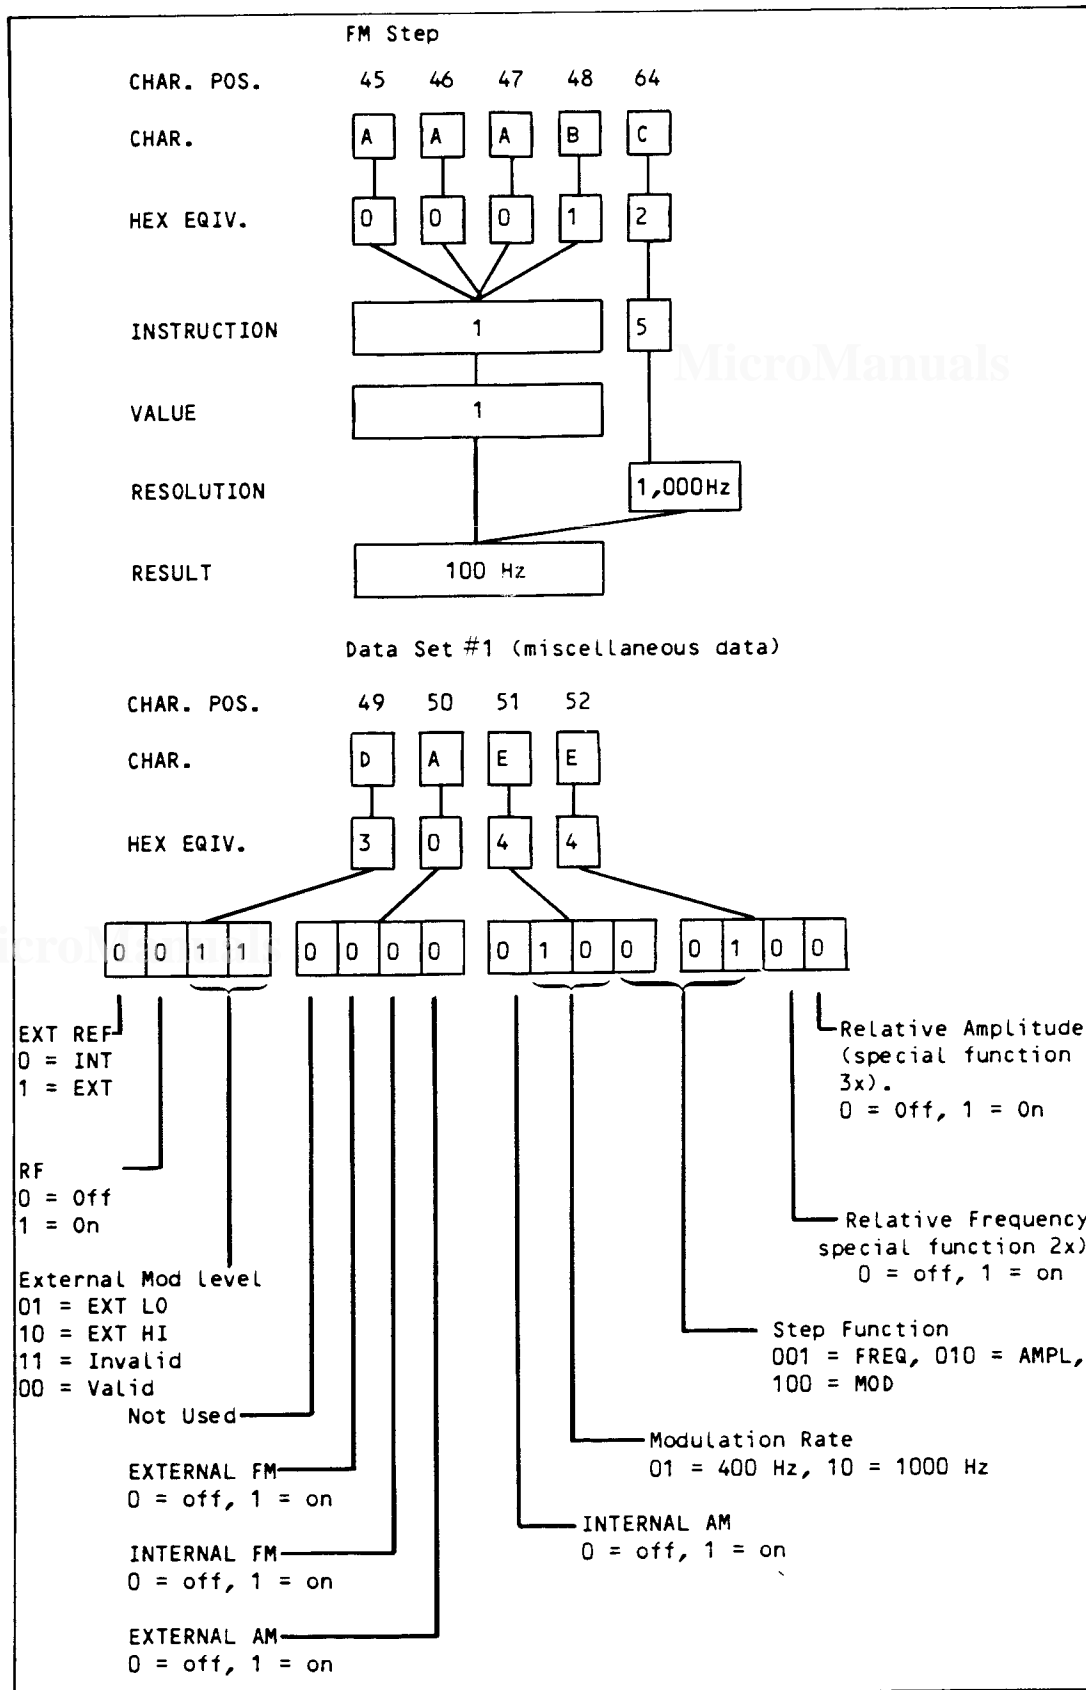 FM Step
CHAR. POS. 45 46 47 48 64
CHAR. A A A B C
HEX EQIV. 0 0 0 1 2
INSTRUCTION 1 5
VALUE 1
RESOLUTION 1,000Hz
RESULT 100 Hz
MicroManuals
Data Set #1 (miscellaneous data)
CHAR. POS. 49 50 51 52
CHAR. D A E E
HEX EQIV. 3 0 4 4
0 0 1 1 0 0 0 0 0 1 0 0 0 1 0 0
icroManuals
EXT REF
0 = INT
1 = EXT
Relative Amplitude
(special function
3x).
0 = Off, 1 = On
RF
0 = Off
1 = On
Relative Frequency
special function 2x)
0 = off, 1 = on
External Mod level
01 = EXT LO
10 = EXT HI
11 = Invalid
00 = Valid
Step Function
001 = FREQ, 010 = AMPL,
100 = MOD
Not Used
Modulation Rate
01 = 400 Hz, 10 = 1000 Hz
EXTERNAL FM
0 = off, 1 = on
INTERNAL AM
0 = off, 1 = on
INTERNAL FM
0 = off, 1 = on
EXTERNAL AM
0 = off, 1 = on